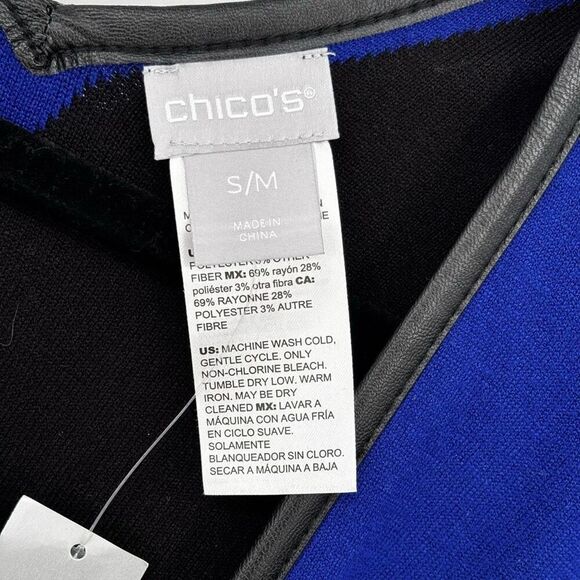 chico's®
S/M
MADE IN
CHINA
POLYESTER 3% OTHER
FIBER MX: 69% rayón 28%
poliéster 3% otra fibra CA:
69% RAYONNE 28%
POLYESTER 3% AUTRE
FIBRE
US: MACHINE WASH COLD,
GENTLE CYCLE. ONLY
NON-CHLORINE BLEACH.
TUMBLE DRY LOW. WARM
IRON. MAY BE DRY
CLEANED MX: LAVAR A
MÁQUINA CON AGUA FRÍA
EN CICLO SUAVE.
SOLAMENTE
BLANQUEADOR SIN CLORO.
SECAR A MÁQUINA A BAJA